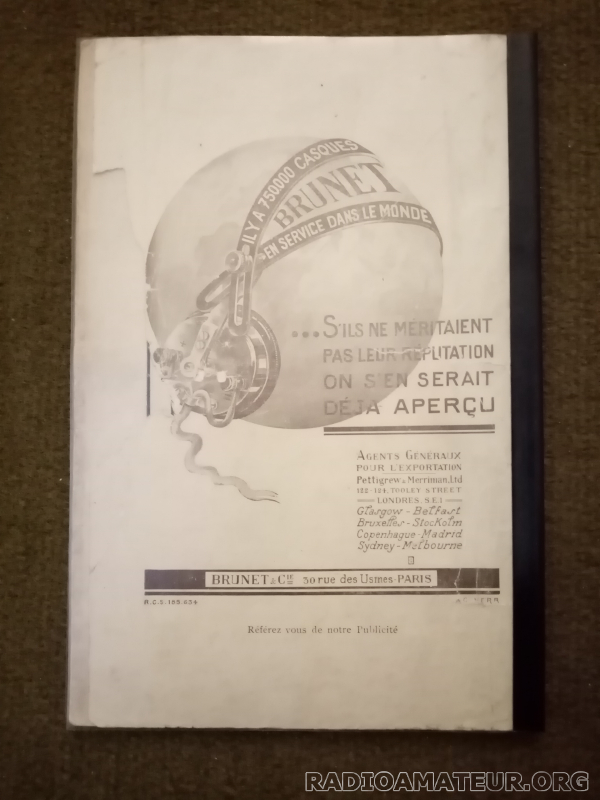 IL Y A 750000 CASQUES
BRUNET
EN SERVICE DANS LE MONDE
...S'ILS NE MÉRITAIENT
PAS LEUR RÉPUTATION
ON S'EN SERAIT
DÉJÀ APERÇU
AGENTS GÉNÉRAUX
POUR L'EXPORTATION
Pettigrew & Merriman, Ltd
122-124, TOOLEY STREET
LONDRES. S.E.1
Glasgow - Belfast
Bruxelles - Stockolm
Copenhague - Madrid
Sydney - Melbourne
BRUNET & CIE 30 rue des Usines - PARIS
R.C.S. 185-634
Référez vous de notre Publicité
RADIOAMATEUR.ORG